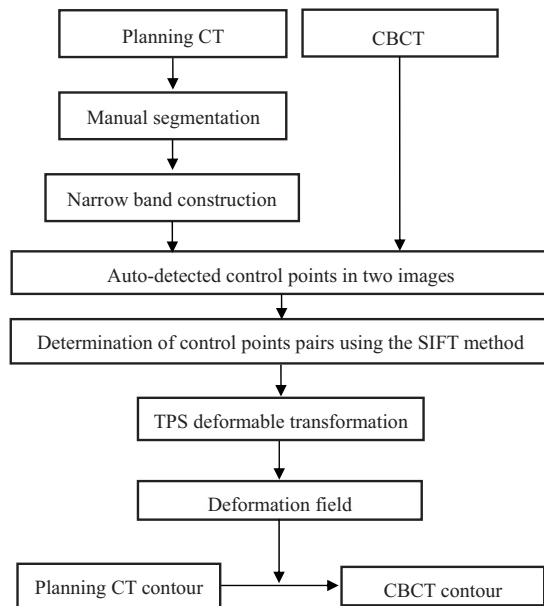 Planning CT
CBCT
Manual segmentation
Narrow band construction
Auto-detected control points in two images
Determination of control points pairs using the SIFT method
TPS deformable transformation
Deformation field
Planning CT contour
CBCT contour